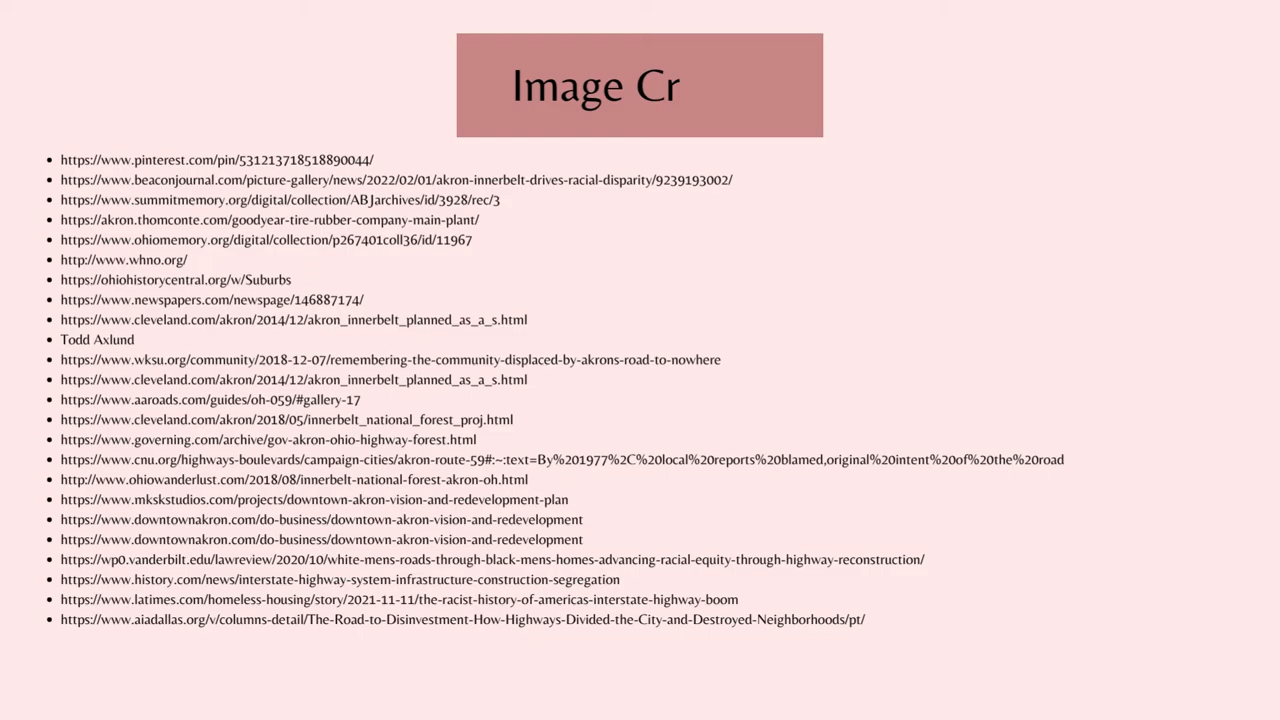 Image Cr
https://www.pinterest.com/pin/531213718518890044/
https://www.beaconjournal.com/picture-gallery/news/2022/02/01/akron-innerbelt-drives-racial-disparity/9239193002/
https://www.summitmemory.org/digital/collection/ABJarchives/id/3928/rec/3
https://akron.thomconte.com/goodyear-tire-rubber-company-main-plant/
https://www.ohiomemory.org/digital/collection/p267401coll36/id/11967
http://www.whno.org/
https://ohiohistorycentral.org/w/Suburbs
https://www.newspapers.com/newspage/146887174/
https://www.cleveland.com/akron/2014/12/akron_innerbelt_planned_as_a_s.html
Todd Axlund
https://www.wksu.org/community/2018-12-07/remembering-the-community-displaced-by-akrons-road-to-nowhere
https://www.cleveland.com/akron/2014/12/akron_innerbelt_planned_as_a_s.html
https://www.aaroads.com/guides/oh-059/#gallery-17
https://www.cleveland.com/akron/2018/05/innerbelt_national_forest_proj.html
https://www.governing.com/archive/gov-akron-ohio-highway-forest.html
https://www.cnu.org/highways-boulevards/campaign-cities/akron-route-59#:~:text=By%201977%2C%20local%20reports%20blamed,original%20intent%20of%20the%20road
http://www.ohiowanderlust.com/2018/08/innerbelt-national-forest-akron-oh.html
https://www.mkskstudios.com/projects/downtown-akron-vision-and-redevelopment-plan
https://www.downtownakron.com/do-business/downtown-akron-vision-and-redevelopment
https://www.downtownakron.com/do-business/downtown-akron-vision-and-redevelopment
https://wp0.vanderbilt.edu/lawreview/2020/10/white-mens-roads-through-black-mens-homes-advancing-racial-equity-through-highway-reconstruction/
https://www.history.com/news/interstate-highway-system-infrastructure-construction-segregation
https://www.latimes.com/homeless-housing/story/2021-11-11/the-racist-history-of-americas-interstate-highway-boom
https://www.aiadallas.org/v/columns-detail/The-Road-to-Disinvestment-How-Highways-Divided-the-City-and-Destroyed-Neighborhoods/pt/